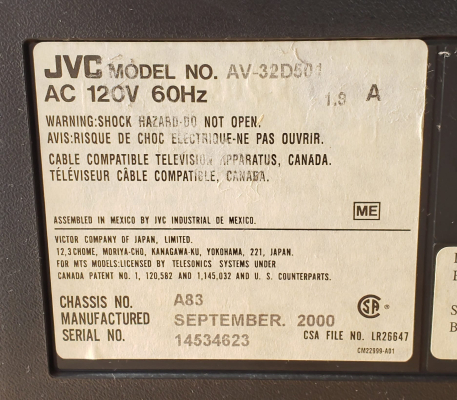 JVC MODEL NO. AV-32D501
AC 120V 60Hz 1.9 A
WARNING:SHOCK HAZARD-DO NOT OPEN.
AVIS:RISQUE DE CHOC ELECTRIQUE-NE PAS OUVRIR.
CABLE COMPATIBLE TELEVISION APPARATUS, CANADA.
TÉLÉVISEUR CÂBLE COMPATIBLE, CANADA.
ME
ASSEMBLED IN MEXICO BY JVC INDUSTRIAL DE MEXICO.
VICTOR COMPANY OF JAPAN, LIMITED.
12,3CHOME, MORIYA-CHO, KANAGAWA-KU, YOKOHAMA, 221, JAPAN.
FOR MTS MODELS:LICENSED BY TELESONICS SYSTEMS UNDER
CANADA PATENT NO. 1, 120,582 AND 1,145,032 AND U. S. COUNTERPARTS.
CHASSIS NO. A83
MANUFACTURED SEPTEMBER. 2000
SERIAL NO. 14534623
SA
CSA FILE NO. LR26647
CM22899-A01